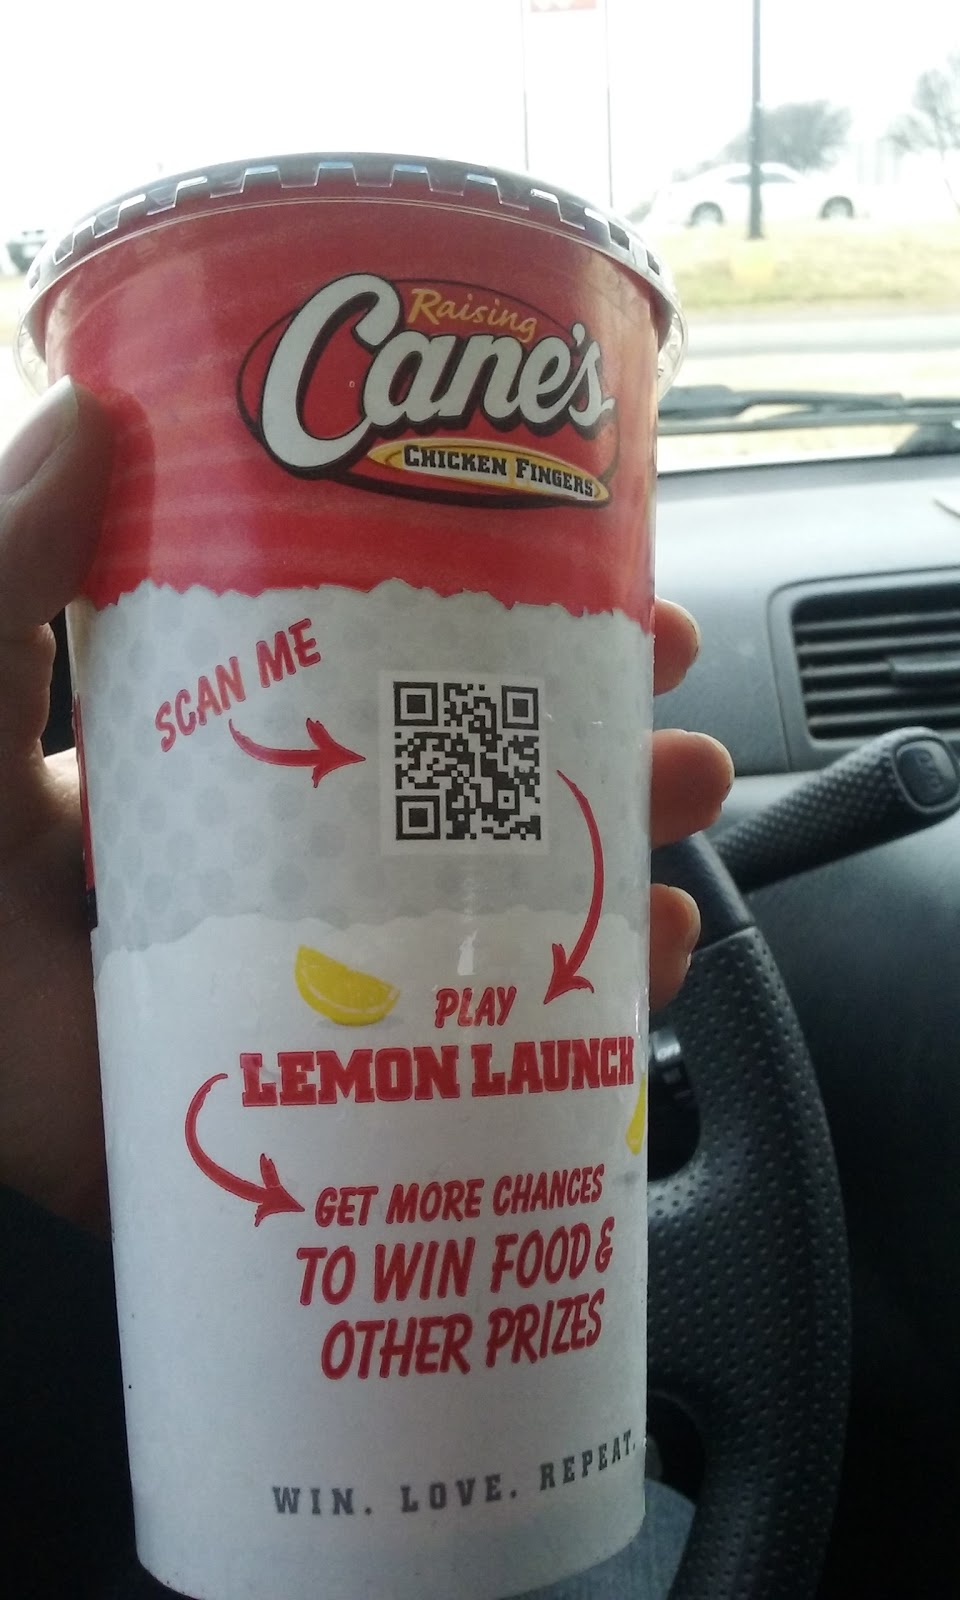 Raising
Cane's
CHICKEN FINGERS
SCAN ME
PLAY
LEMON LAUNCH
GET MORE CHANCES
TO WIN FOOD &
OTHER PRIZES
WIN. LOVE. REPEAT.